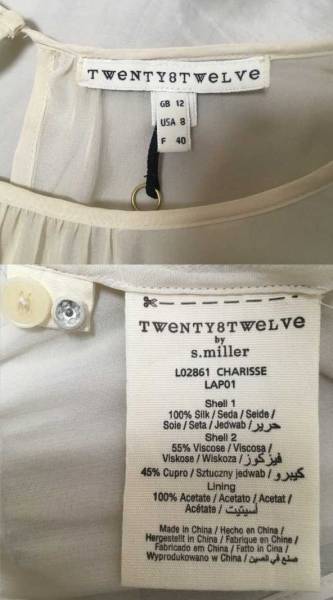 TWENTY8TWELVe
GB 12
USA 8
F 40
TWENTY8TWeLVe
by
s.miller
L02861 CHARISSE
LAP01
Shell 1
100% Silk / Seda / Seide /
Soie / Seta / Jedwab / حرير
Shell 2
55% Viscose / Viscosa /
Viskose / Wiskoza / فيزكوز
45% Cupro / Sztuczny jedwab / كيبرو
Lining
100% Acetate / Acetato / Acetat /
Acétate / أسيتيت
Made in China / Hecho en China /
Hergestellt in China / Fabrique en Chine /
Fabricado em China / Fatto in Cina /
Wyprodukowano w China / صنع في الصين